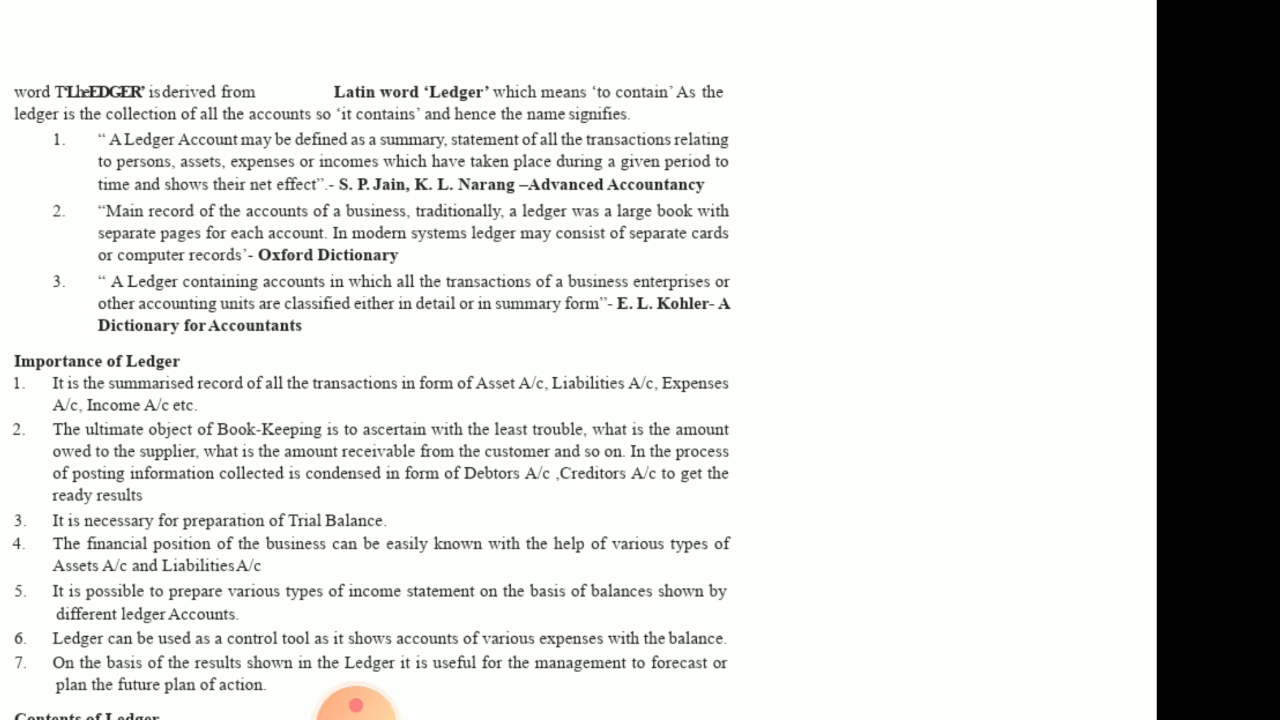 word The 'LEDGER' is derived from Latin word ‘Ledger’ which means ‘to contain’ As the
ledger is the collection of all the accounts so ‘it contains’ and hence the name signifies.
1. “ A Ledger Account may be defined as a summary, statement of all the transactions relating
to persons, assets, expenses or incomes which have taken place during a given period to
time and shows their net effect”.- S. P. Jain, K. L. Narang –Advanced Accountancy
2. “Main record of the accounts of a business, traditionally, a ledger was a large book with
separate pages for each account. In modern systems ledger may consist of separate cards
or computer records’- Oxford Dictionary
3. “ A Ledger containing accounts in which all the transactions of a business enterprises or
other accounting units are classified either in detail or in summary form”- E. L. Kohler- A
Dictionary for Accountants
Importance of Ledger
1. It is the summarised record of all the transactions in form of Asset A/c, Liabilities A/c, Expenses
A/c, Income A/c etc.
2. The ultimate object of Book-Keeping is to ascertain with the least trouble, what is the amount
owed to the supplier, what is the amount receivable from the customer and so on. In the process
of posting information collected is condensed in form of Debtors A/c ,Creditors A/c to get the
ready results
3. It is necessary for preparation of Trial Balance.
4. The financial position of the business can be easily known with the help of various types of
Assets A/c and Liabilities A/c
5. It is possible to prepare various types of income statement on the basis of balances shown by
different ledger Accounts.
6. Ledger can be used as a control tool as it shows accounts of various expenses with the balance.
7. On the basis of the results shown in the Ledger it is useful for the management to forecast or
plan the future plan of action.
Contents of Ledger